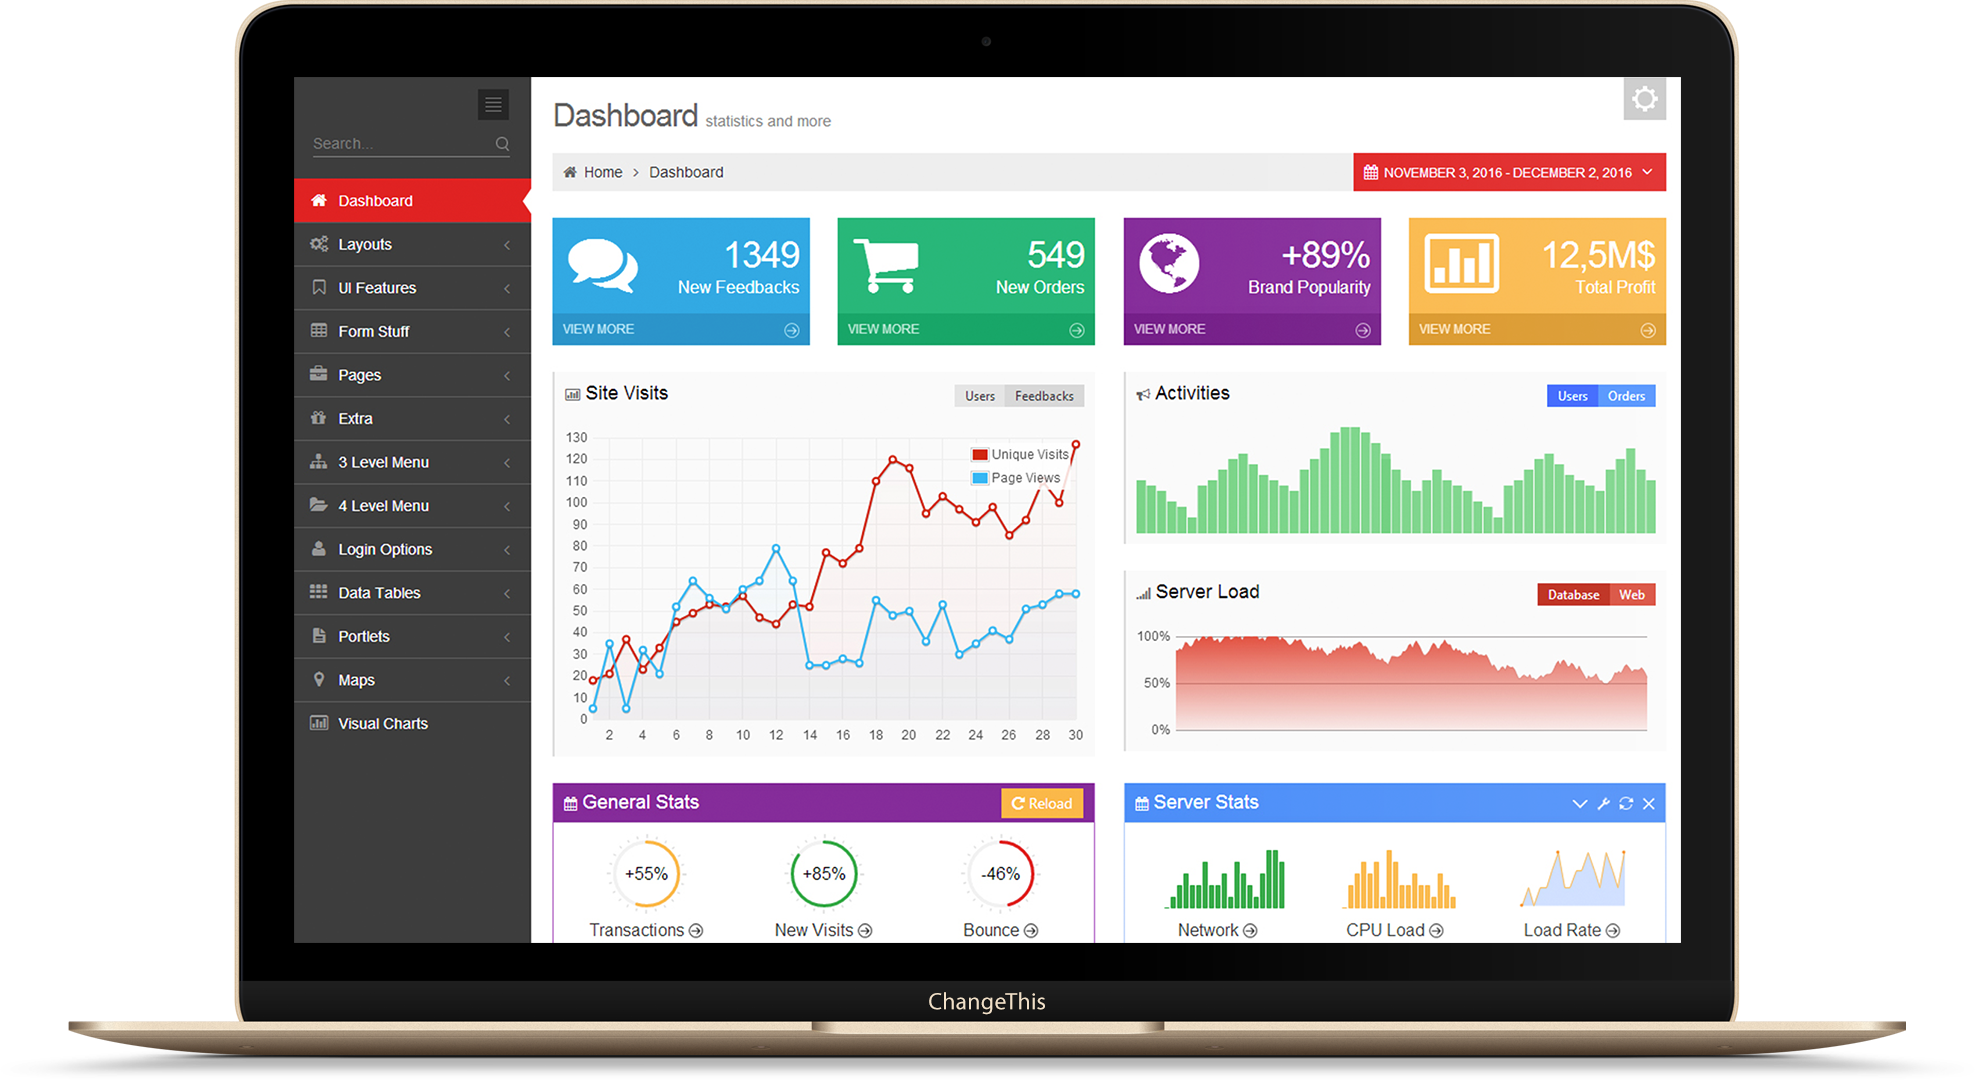 Search...
Dashboard
Layouts
UI Features
Form Stuff
Pages
Extra
3 Level Menu
4 Level Menu
Login Options
Data Tables
Portlets
Maps
Visual Charts
Dashboard statistics and more
Home > Dashboard
NOVEMBER 3, 2016 - DECEMBER 2, 2016
1349
New Feedbacks
VIEW MORE
549
New Orders
VIEW MORE
+89%
Brand Popularity
VIEW MORE
12,5M$
Total Profit
VIEW MORE
Site Visits
Users Feedbacks
130
120
110
100
90
80
70
60
50
40
30
20
10
0
Unique Visits
Page Views
2 4 6 8 10 12 14 16 18 20 22 24 26 28 30
Activities
Users Orders
Server Load
Database Web
100%
50%
0%
General Stats
Reload
+55%
Transactions
+85%
New Visits
-46%
Bounce
Server Stats
Network
CPU Load
Load Rate
ChangeThis